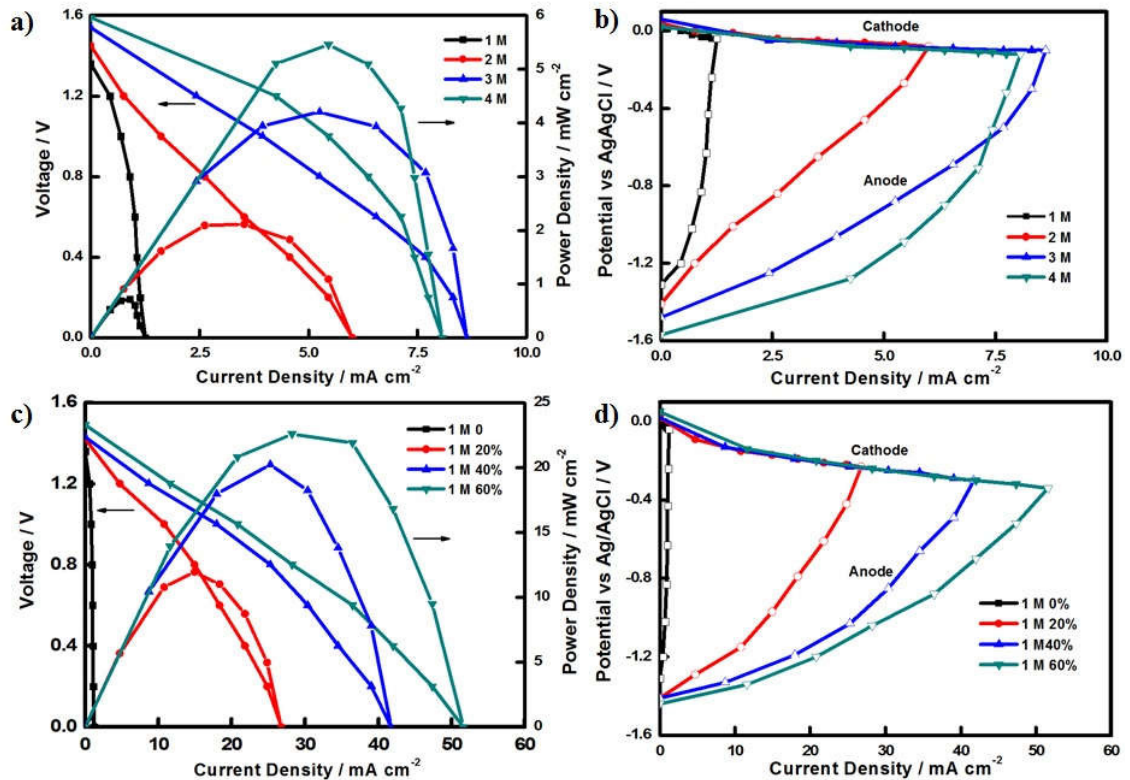 a)
1.6
1.2
0.8
0.4
0.0
Voltage / V
0.0 2.5 5.0 7.5 10.0
Current Density / mA cm-2
6
5
4
3
2
1
0
Power Density / mW cm-2
1 M
2 M
3 M
4 M
b)
0.0
-0.4
-0.8
-1.2
-1.6
Potential vs AgAgCl / V
0.0 2.5 5.0 7.5 10.0
Current Density / mA cm-2
Cathode
Anode
1 M
2 M
3 M
4 M
c)
1.6
1.2
0.8
0.4
0.0
Voltage / V
0 10 20 30 40 50 60
Current Density / mA cm-2
25
20
15
10
5
0
Power Density / mW cm-2
1 M 0
1 M 20%
1 M 40%
1 M 60%
d)
0.0
-0.4
-0.8
-1.2
-1.6
Potential vs Ag/AgCl / V
0 10 20 30 40 50 60
Current Density / mA cm-2
Cathode
Anode
1 M 0%
1 M 20%
1 M40%
1 M 60%